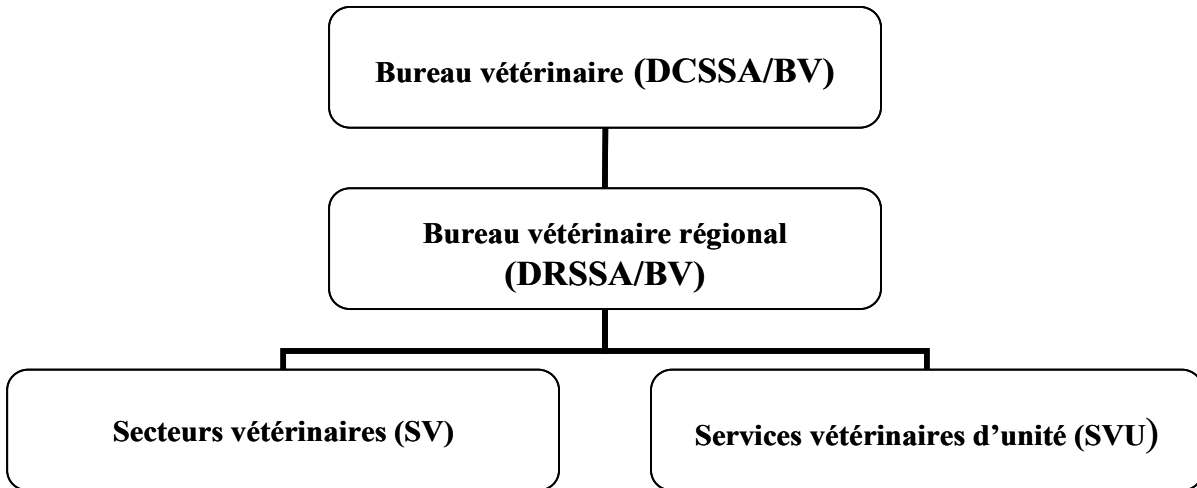 Bureau vétérinaire (DCSSA/BV)
Bureau vétérinaire régional
(DRSSA/BV)
Secteurs vétérinaires (SV)
Services vétérinaires d’unité (SVU)